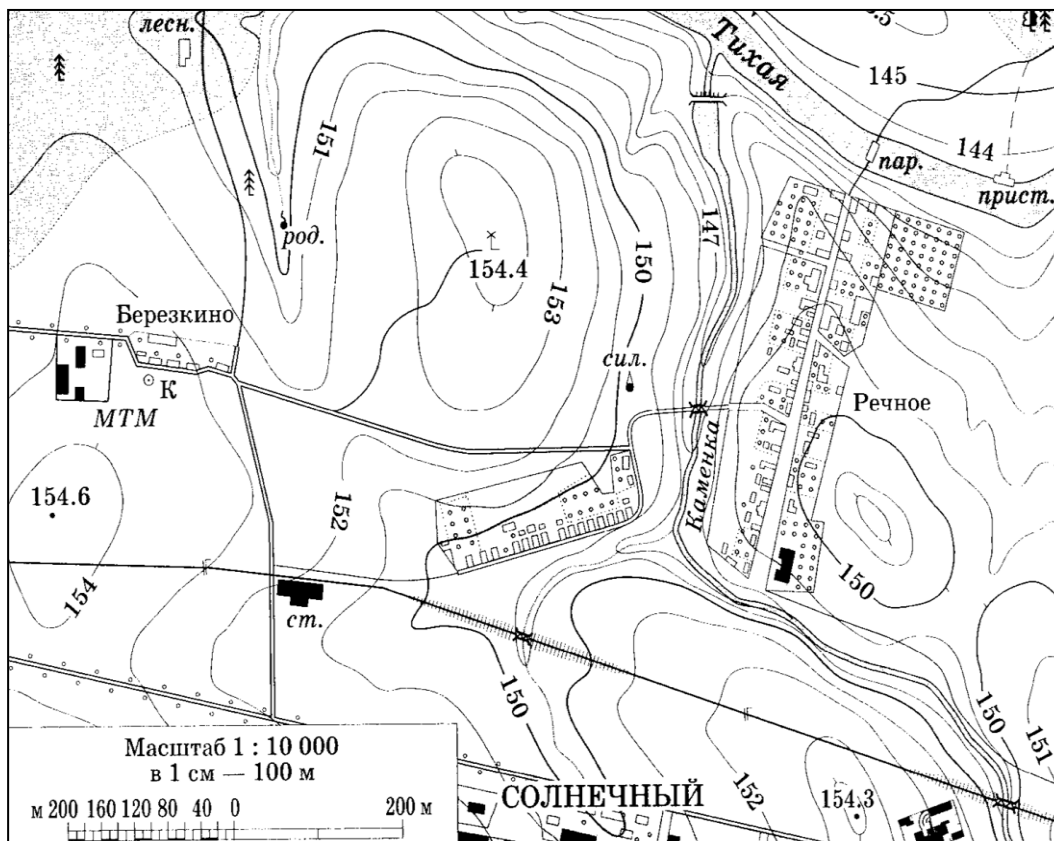 лесн.
Тихая
145
144
пар.
прист.
151
род.
147
154.4
150
153
Березкино
сил.
К
МТМ
Речное
Каменка
154.6
152
154
ст.
150
150
150
151
Масштаб 1 : 10 000
в 1 см — 100 м
м 200 160 120 80 40 0 200 м
СОЛНЕЧНЫЙ
152
154.3